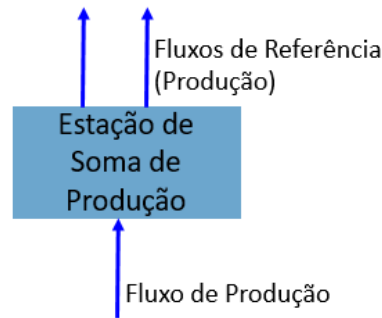 Fluxos de Referência
(Produção)
Estação de
Soma de
Produção
Fluxo de Produção